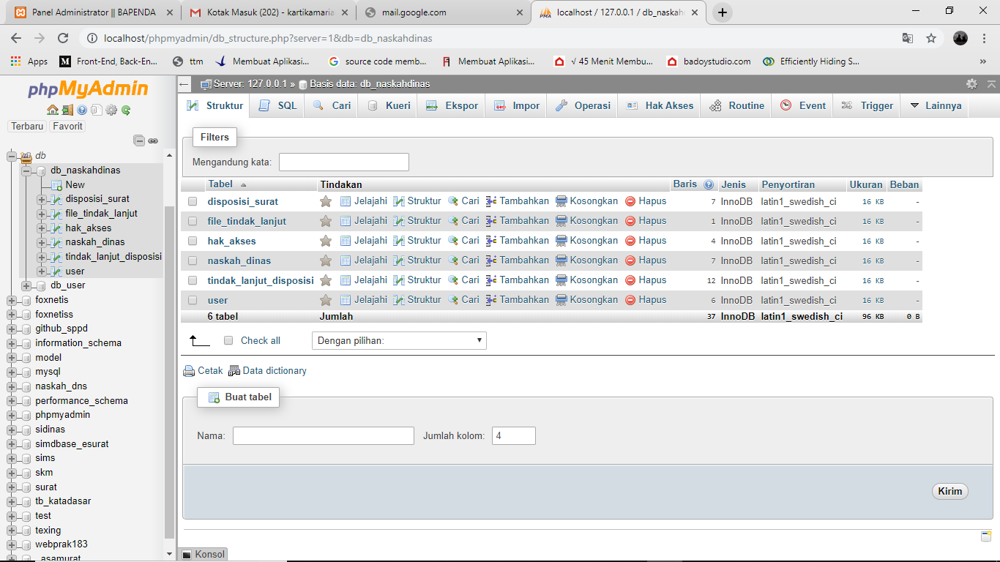 Panel Administrator || BAPENDA
Kotak Masuk (202) - kartikamaria
mail.google.com
localhost / 127.0.0.1 / db_naskah
localhost/phpmyadmin/db_structure.php?server=1&db=db_naskahdinas
Apps
Front-End, Back-En...
ttm
Membuat Aplikasi...
source code memb...
Membuat Aplikasi...
√ 45 Menit Membu...
badoystudio.com
Efficiently Hiding S...
»
phpMyAdmin
Terbaru Favorit
db
db_naskahdinas
New
disposisi_surat
file_tindak_lanjut
hak_akses
naskah_dinas
tindak_lanjut_disposisi
user
db_user
foxnetis
foxnetiss
github_sppd
information_schema
model
mysql
naskah_dns
performance_schema
phpmyadmin
sidinas
simdbase_esurat
sims
skm
surat
tb_katadasar
test
texing
webprak183
_asamurat
Server: 127.0.0.1 » Basis data: db_naskahdinas
Struktur SQL Cari Kueri Ekspor Impor Operasi Hak Akses Routine Event Trigger Lainnya
Filters
Mengandung kata:
Tabel Tindakan Baris Jenis Penyortiran Ukuran Beban
disposisi_surat Jelajahi Struktur Cari Tambahkan Kosongkan Hapus 7 InnoDB latin1_swedish_ci 16 KB -
file_tindak_lanjut Jelajahi Struktur Cari Tambahkan Kosongkan Hapus 1 InnoDB latin1_swedish_ci 16 KB -
hak_akses Jelajahi Struktur Cari Tambahkan Kosongkan Hapus 4 InnoDB latin1_swedish_ci 16 KB -
naskah_dinas Jelajahi Struktur Cari Tambahkan Kosongkan Hapus 7 InnoDB latin1_swedish_ci 16 KB -
tindak_lanjut_disposisi Jelajahi Struktur Cari Tambahkan Kosongkan Hapus 12 InnoDB latin1_swedish_ci 16 KB -
user Jelajahi Struktur Cari Tambahkan Kosongkan Hapus 6 InnoDB latin1_swedish_ci 16 KB -
6 tabel Jumlah 37 InnoDB latin1_swedish_ci 96 KB 0 B
Check all Dengan pilihan:
Cetak Data dictionary
Buat tabel
Nama: Jumlah kolom: 4
Kirim
Konsol